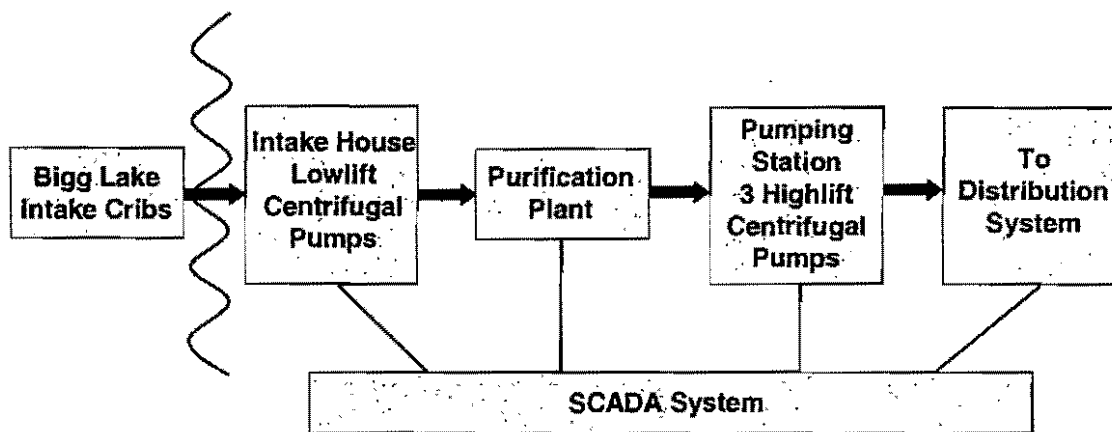 Bigg Lake
Intake Cribs
Intake House
Lowlift
Centrifugal
Pumps
Purification
Plant
Pumping
Station
3 Highlift
Centrifugal
Pumps
To
Distribution
System
SCADA System